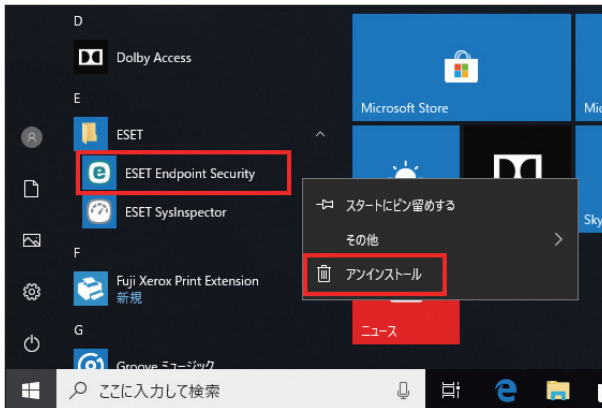 D
Dolby Access
E
Microsoft Store
Mic
ESET
ESET Endpoint Security
ESET SysInspector
スタートにピン留めする
その他
アンインストール
Sky
F
Fuji Xerox Print Extension
新規
G
ニュース
Groove ミュージック
ここに入力して検索